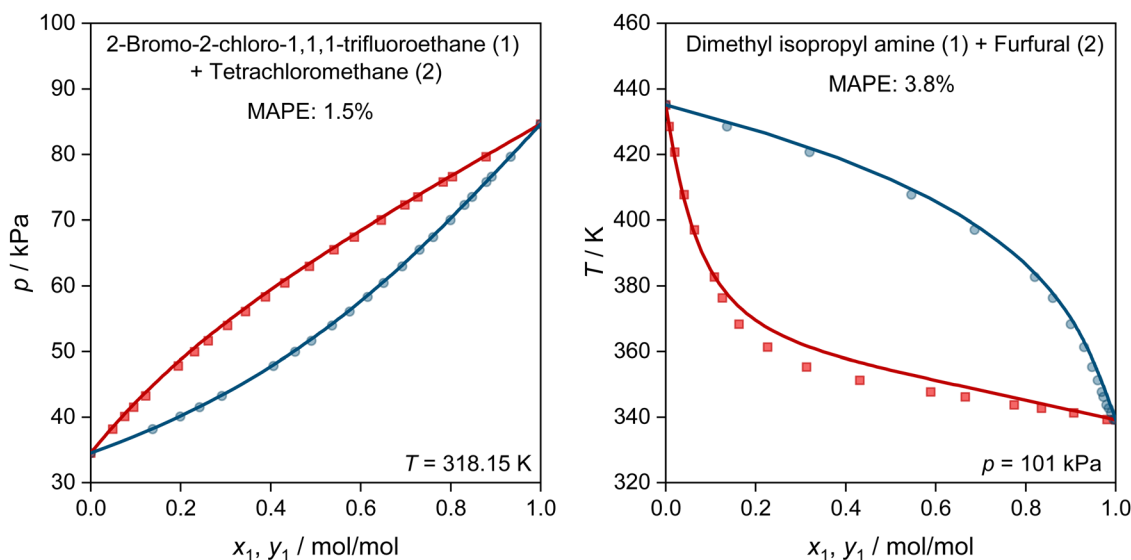 100
90
80
70
60
50
40
30
p / kPa
2-Bromo-2-chloro-1,1,1-trifluoroethane (1)
+ Tetrachloromethane (2)
MAPE: 1.5%
T = 318.15 K
0.0 0.2 0.4 0.6 0.8 1.0
x1, y1 / mol/mol
460
440
420
400
380
360
340
320
T / K
Dimethyl isopropyl amine (1) + Furfural (2)
MAPE: 3.8%
p = 101 kPa
0.0 0.2 0.4 0.6 0.8 1.0
x1, y1 / mol/mol